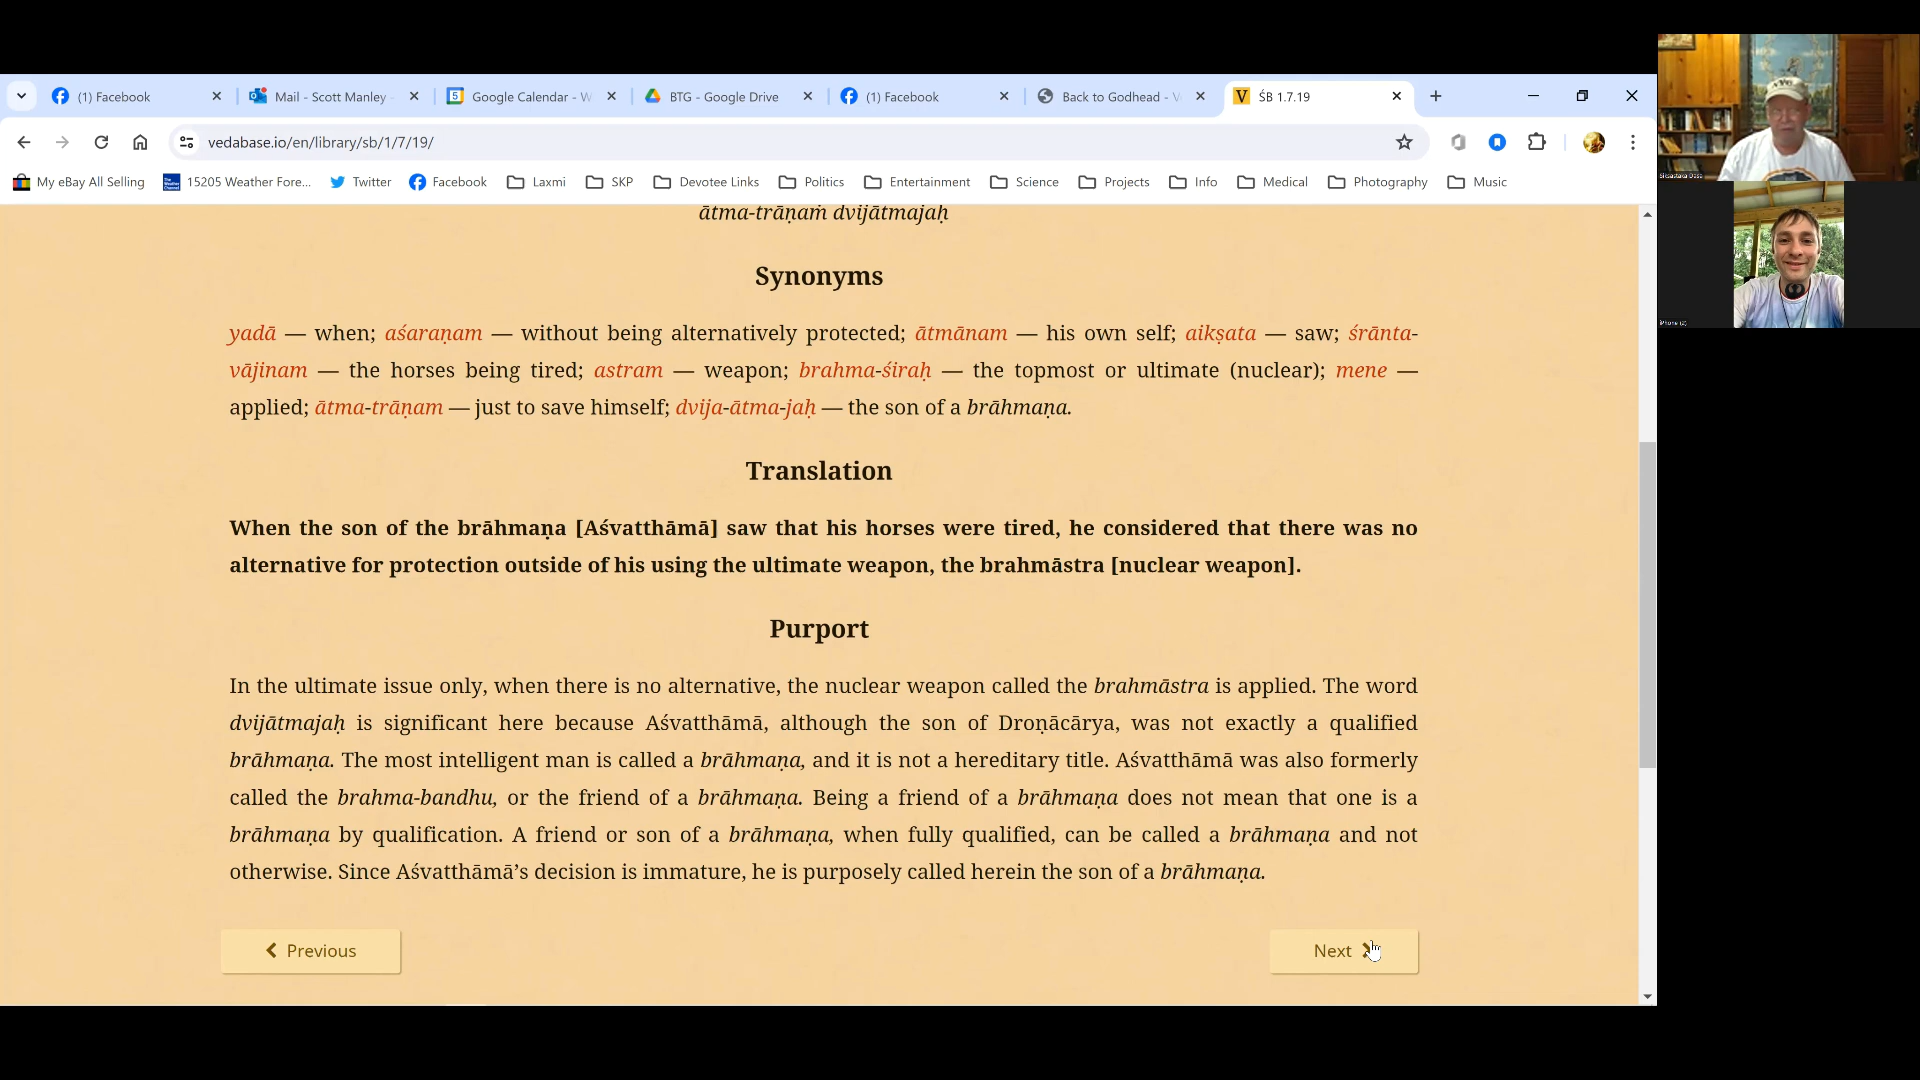 (1) Facebook
Mail - Scott Manley -
Google Calendar - W
BTG - Google Drive
(1) Facebook
Back to Godhead - V
ŚB 1.7.19
vedabase.io/en/library/sb/1/7/19/
My eBay All Selling
15205 Weather Fore...
Twitter
Facebook
Laxmi
SKP
Devotee Links
Politics
Entertainment
Science
Projects
Info
Medical
Photography
Music
ātma-trāṇaṁ dvijātmajaḥ
Synonyms
yadā — when; aśaraṇam — without being alternatively protected; ātmānam — his own self; aikṣata — saw; śrānta-
vājinam — the horses being tired; astram — weapon; brahma-śiraḥ — the topmost or ultimate (nuclear); mene —
applied; ātma-trāṇam — just to save himself; dvija-ātma-jaḥ — the son of a brāhmaṇa.
Translation
When the son of the brāhmaṇa [Aśvatthāmā] saw that his horses were tired, he considered that there was no
alternative for protection outside of his using the ultimate weapon, the brahmāstra [nuclear weapon].
Purport
In the ultimate issue only, when there is no alternative, the nuclear weapon called the brahmāstra is applied. The word
dvijātmajaḥ is significant here because Aśvatthāmā, although the son of Droṇācārya, was not exactly a qualified
brāhmaṇa. The most intelligent man is called a brāhmaṇa, and it is not a hereditary title. Aśvatthāmā was also formerly
called the brahma-bandhu, or the friend of a brāhmaṇa. Being a friend of a brāhmaṇa does not mean that one is a
brāhmaṇa by qualification. A friend or son of a brāhmaṇa, when fully qualified, can be called a brāhmaṇa and not
otherwise. Since Aśvatthāmā’s decision is immature, he is purposely called herein the son of a brāhmaṇa.
Previous
Next
iPhone (2)